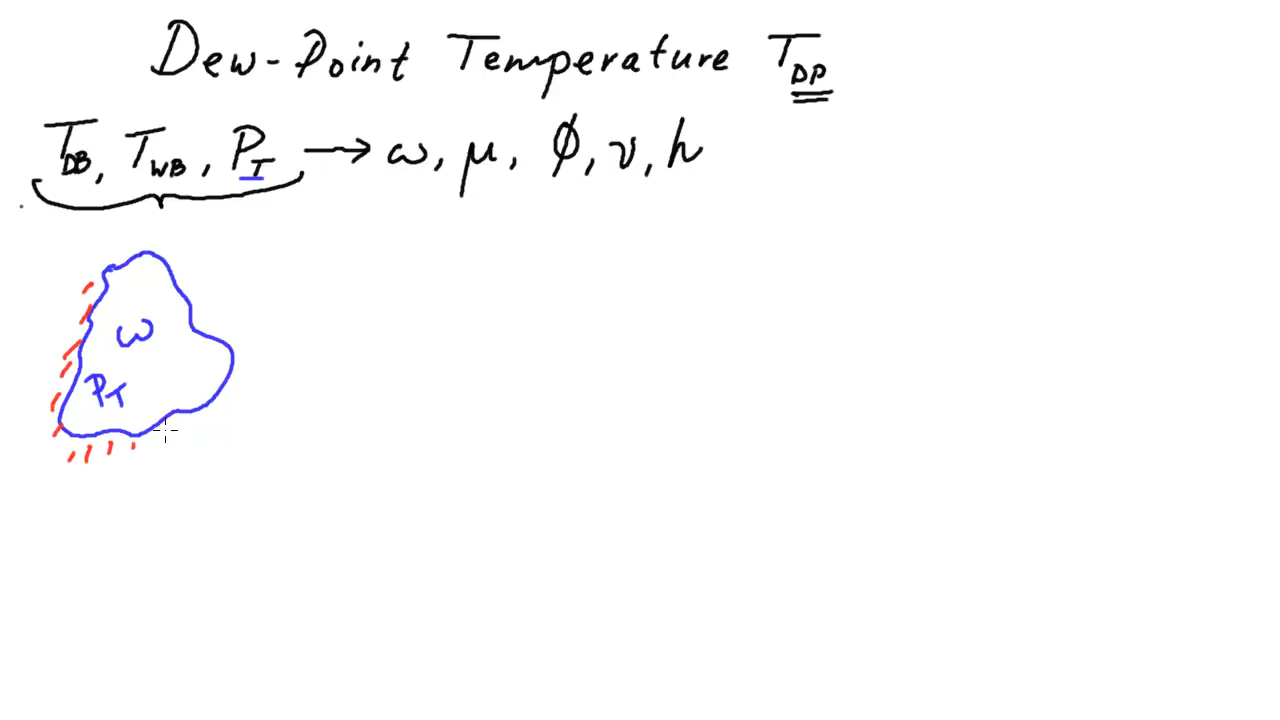 Dew-Point Temperature T_DP
T_DB, T_WB, P_T → ω, μ, φ, v, h
ω
P_T